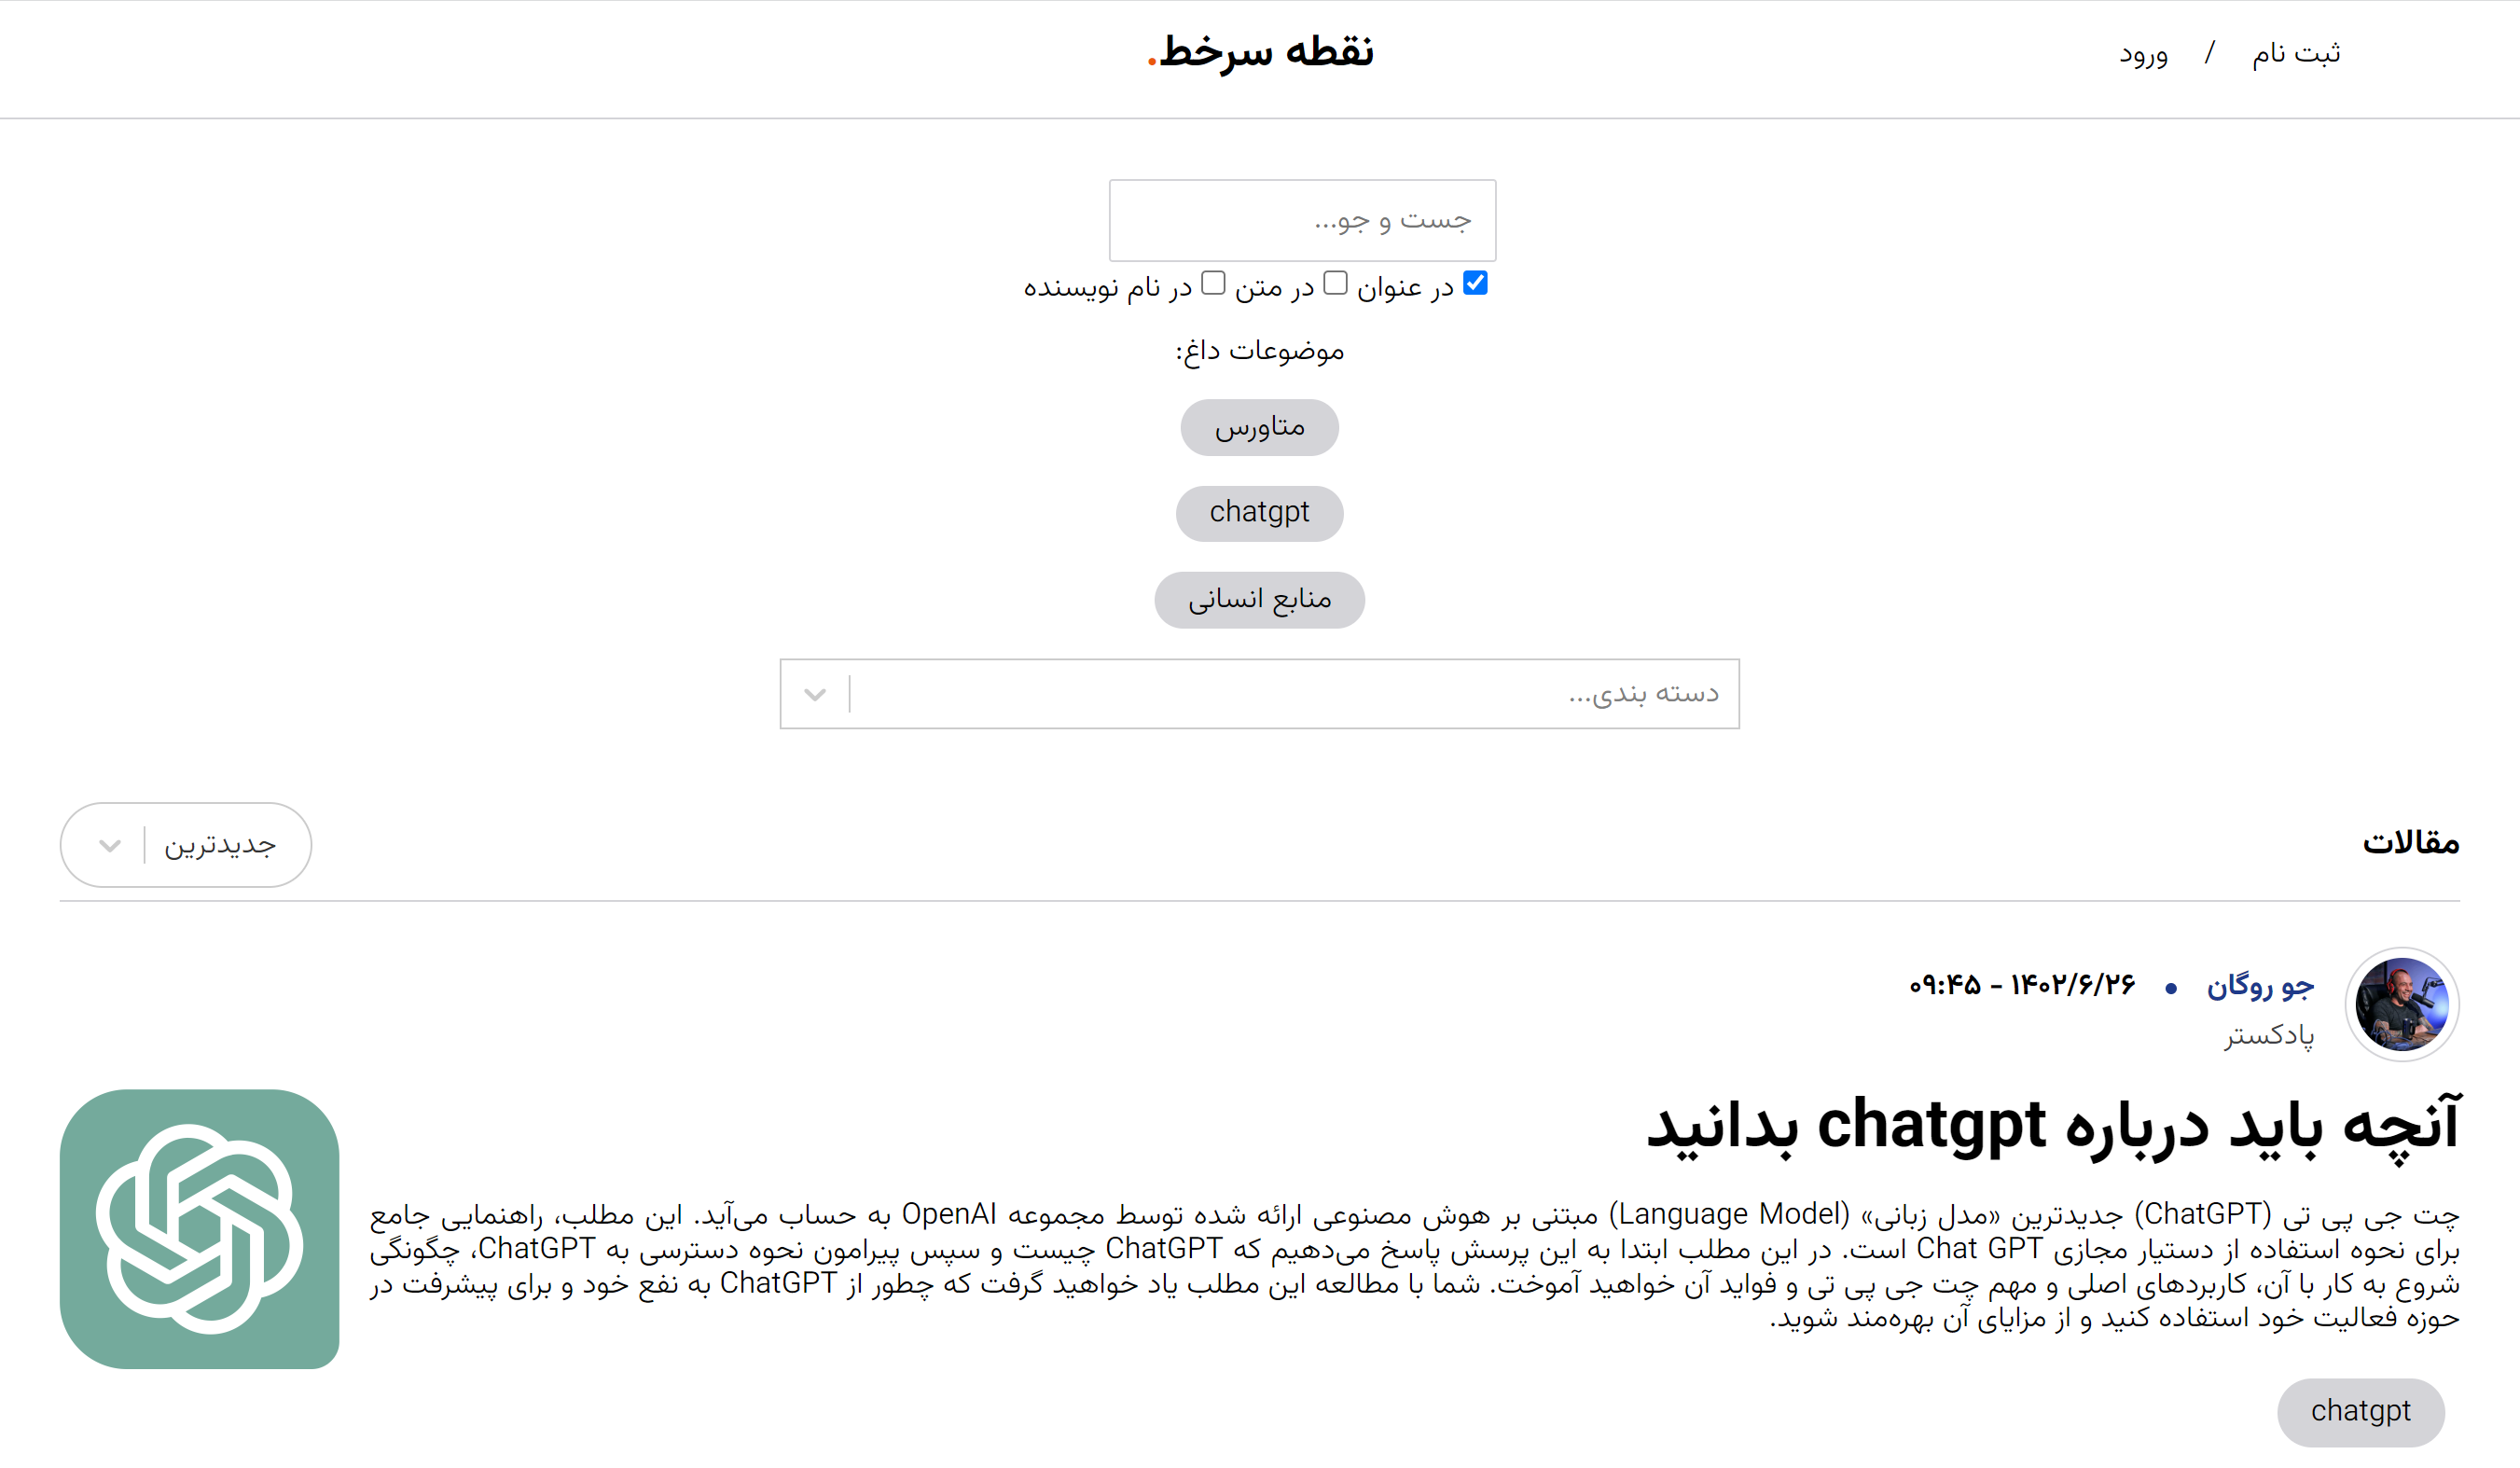 ثبت نام / ورود
نقطه سرخط.
جست و جو...
در عنوان در متن در نام نویسنده
موضوعات داغ:
متاورس
chatgpt
منابع انسانی
دسته بندی...
مقالات
جدیدترین
جو روگان • ۱۴۰۲/۶/۲۶ - ۰۹:۴۵
پادکستر
آنچه باید درباره chatgpt بدانید
چت جی پی تی (ChatGPT) جدیدترین «مدل زبانی» (Language Model) مبتنی بر هوش مصنوعی ارائه شده توسط مجموعه OpenAI به حساب می‌آید. این مطلب، راهنمایی جامع
برای نحوه استفاده از دستیار مجازی Chat GPT است. در این مطلب ابتدا به این پرسش پاسخ می‌دهیم که ChatGPT چیست و سپس پیرامون نحوه دسترسی به ChatGPT، چگونگی
شروع به کار با آن، کاربردهای اصلی و مهم چت جی پی تی و فواید آن خواهید آموخت. شما با مطالعه این مطلب یاد خواهید گرفت که چطور از ChatGPT به نفع خود و برای پیشرفت در
حوزه فعالیت خود استفاده کنید و از مزایای آن بهره‌مند شوید.
chatgpt